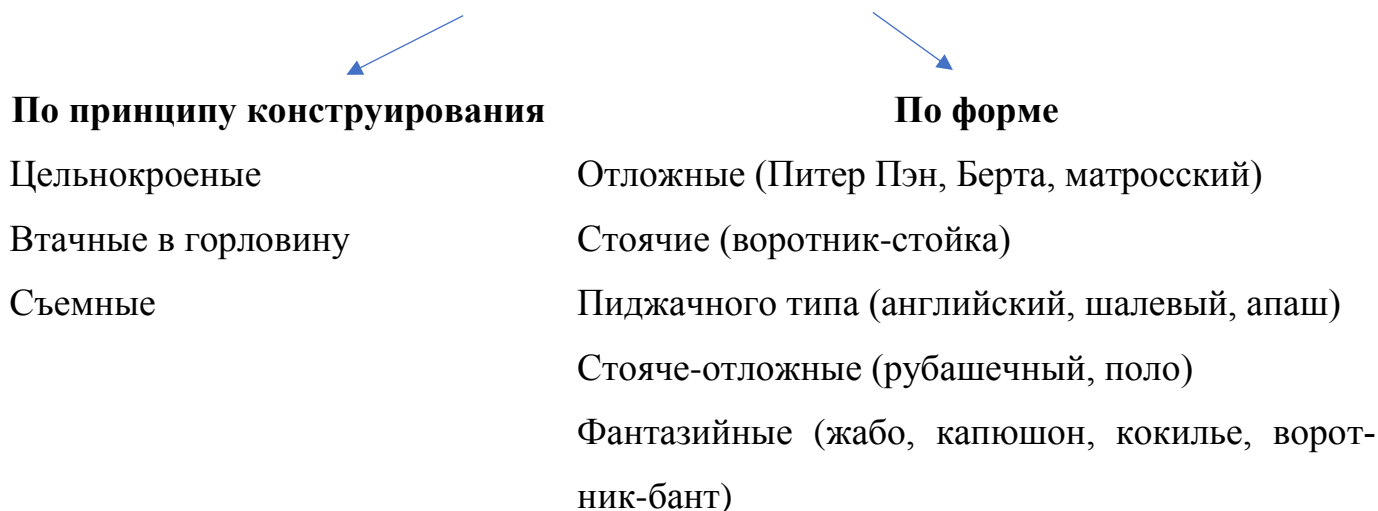 По принципу конструирования
Цельнокроеные
Втачные в горловину
Съемные
По форме
Отложные (Питер Пэн, Берта, матросский)
Стоячие (воротник-стойка)
Пиджачного типа (английский, шалевый, апаш)
Стояче-отложные (рубашечный, поло)
Фантазийные (жабо, капюшон, кокилье, ворот-
ник-бант)